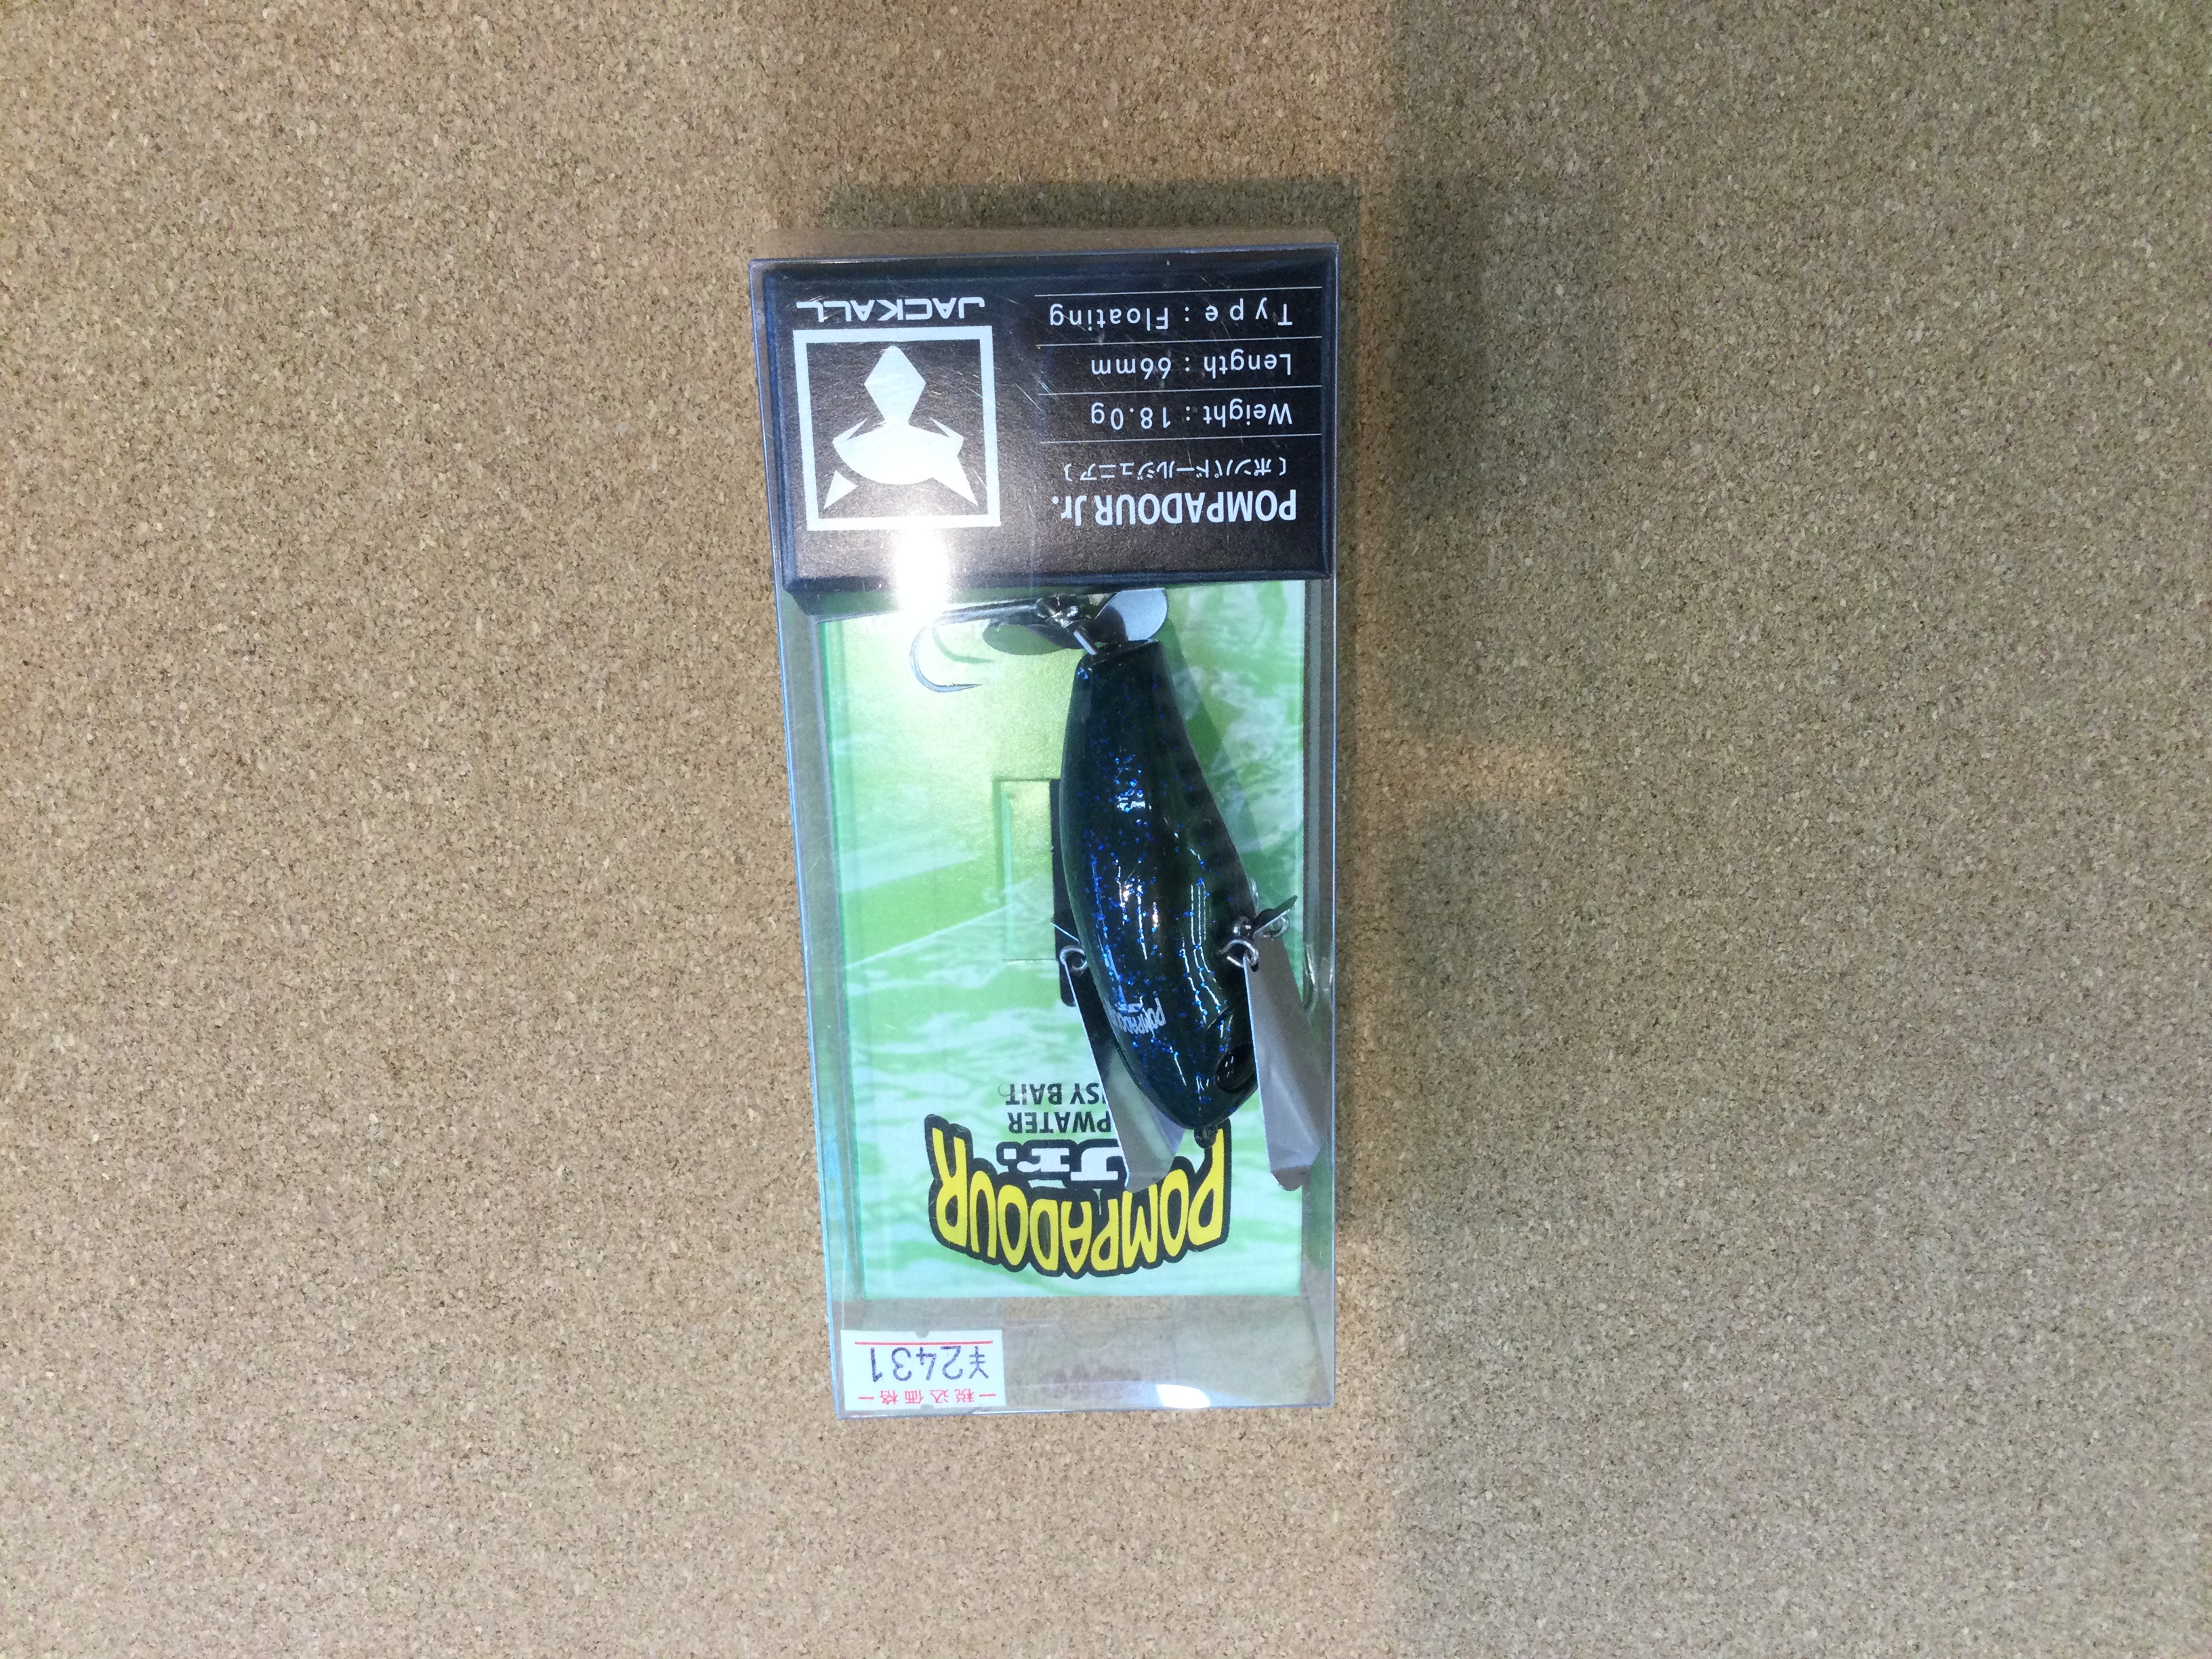 一税込価格一
¥2431
POMPADOUR
Jr.
PWATER
ISY BAIT
POMPADOUR
POMPADOUR Jr.
〔ポンパドールジュニア〕
Weight : 18.0g
Length : 66mm
Type : Floating
JACKALL